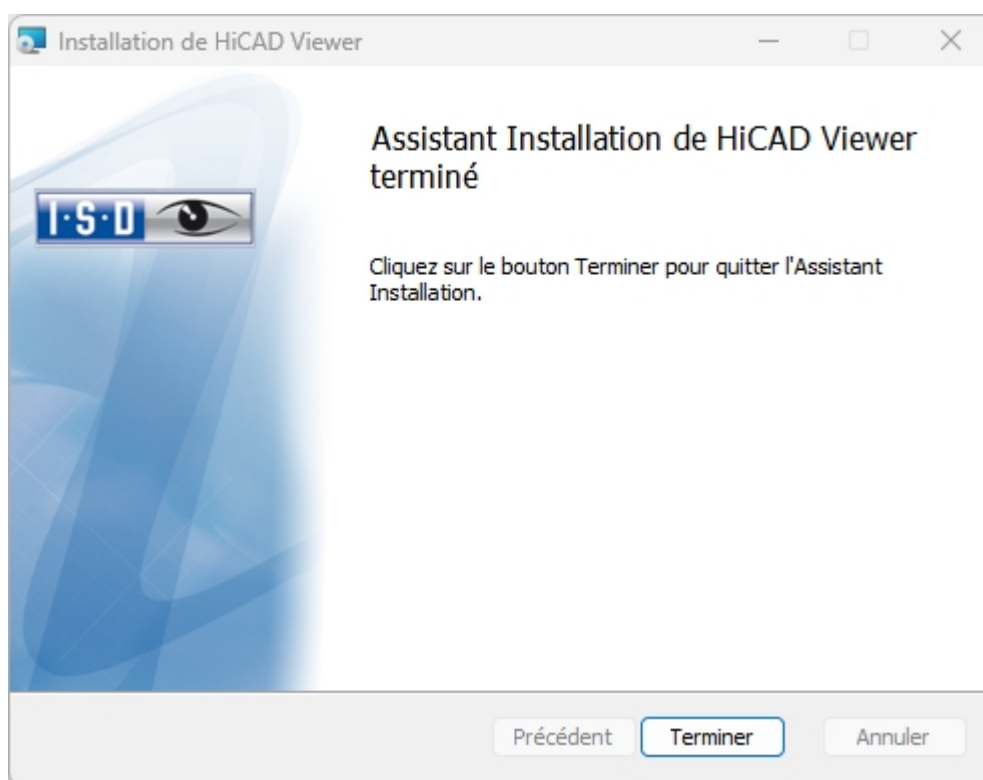 Installation de HiCAD Viewer
Assistant Installation de HiCAD Viewer
terminé
I·S·D
Cliquez sur le bouton Terminer pour quitter l'Assistant
Installation.
Précédent
Terminer
Annuler